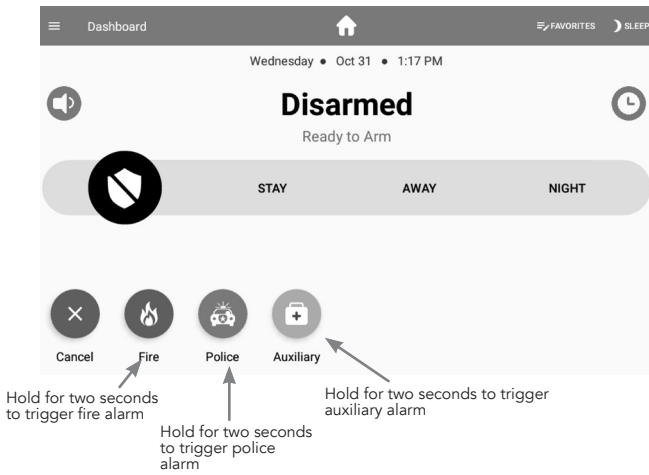 Dashboard
FAVORITES
SLEEP
Wednesday ● Oct 31 ● 1:17 PM
Disarmed
Ready to Arm
STAY
AWAY
NIGHT
Cancel
Fire
Police
Auxiliary
Hold for two seconds
to trigger fire alarm
Hold for two seconds
to trigger police
alarm
Hold for two seconds to trigger
auxiliary alarm